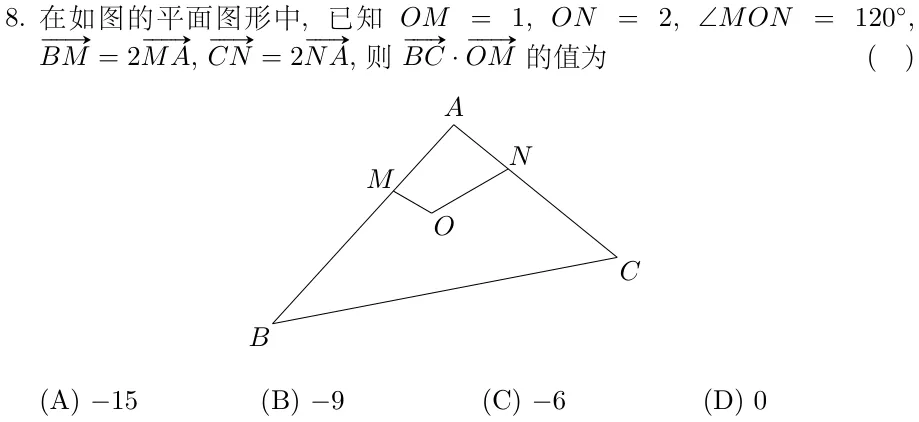 8. 在如图的平面图形中, 已知 OM = 1, ON = 2, ∠MON = 120°,
$\overrightarrow{BM} = 2\overrightarrow{MA}$, $\overrightarrow{CN} = 2\overrightarrow{NA}$, 则 $\overrightarrow{BC} \cdot \overrightarrow{OM}$ 的值为 ( )
A
N
M
O
C
B
(A) −15 (B) −9 (C) −6 (D) 0